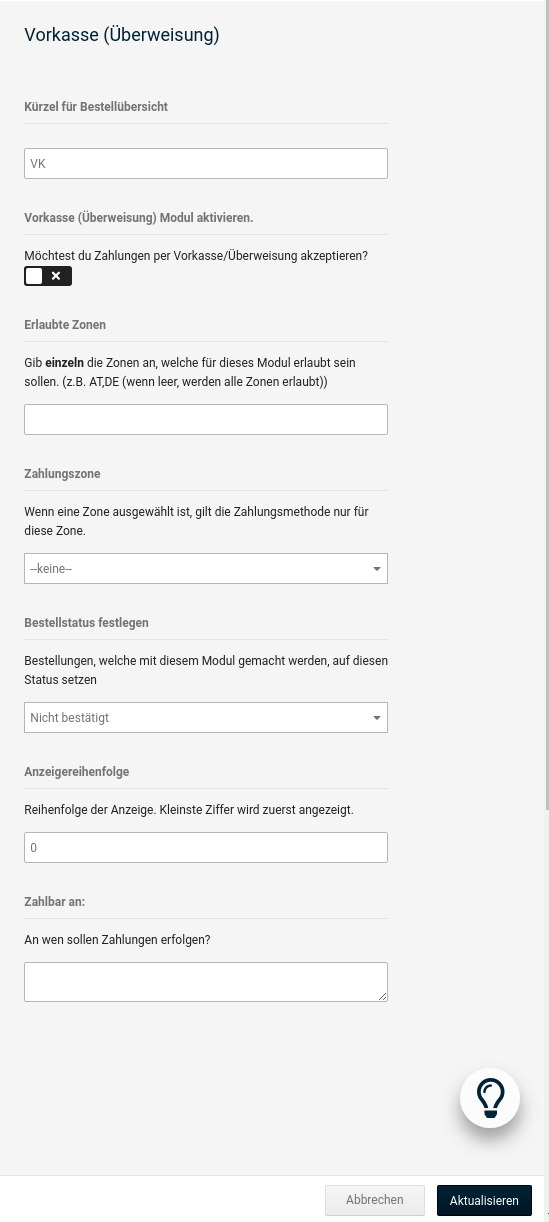 Vorkasse (Überweisung)
Kürzel für Bestellübersicht
VK
Vorkasse (Überweisung) Modul aktivieren.
Möchtest du Zahlungen per Vorkasse/Überweisung akzeptieren?
Erlaubte Zonen
Gib einzeln die Zonen an, welche für dieses Modul erlaubt sein
sollen. (z.B. AT,DE (wenn leer, werden alle Zonen erlaubt))
Zahlungszone
Wenn eine Zone ausgewählt ist, gilt die Zahlungsmethode nur für
diese Zone.
--keine--
Bestellstatus festlegen
Bestellungen, welche mit diesem Modul gemacht werden, auf diesen
Status setzen
Nicht bestätigt
Anzeigereihenfolge
Reihenfolge der Anzeige. Kleinste Ziffer wird zuerst angezeigt.
0
Zahlbar an:
An wen sollen Zahlungen erfolgen?
Abbrechen
Aktualisieren